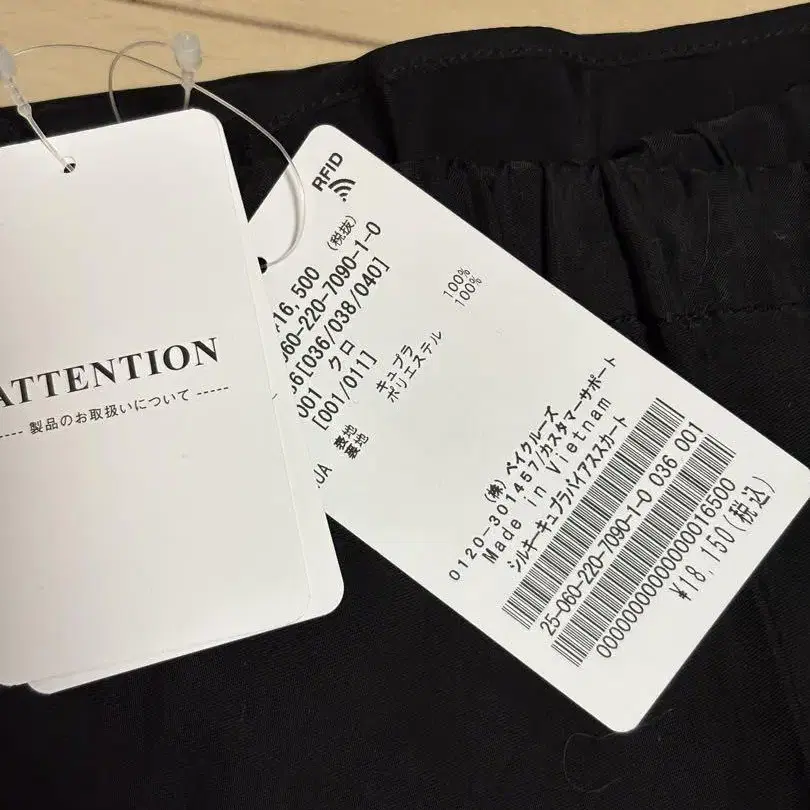 ATTENTION
----- 製品のお取扱いについて -----
RFID
16,500 (税抜)
60-220-7090-1-0
[036/038/040]
001 クロ
[001/011]
表地 キュプラ 100%
裏地 ポリエステル 100%
(株)ベイクルーズ
0120-301457/カスタマーサポート
Made in Vietnam
シルキーキュプラバイアススカート
25-060-220-7090-1-0 036 001
0000000000000016500
¥18,150(税込)